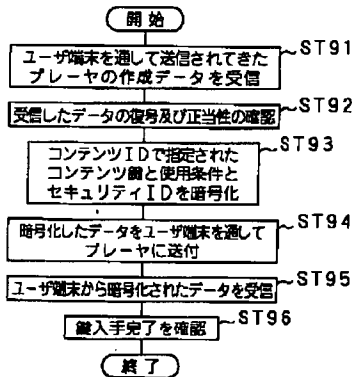 開始
ST91
ユーザ端末を通して送信されてきた
プレーヤの作成データを受信
ST92
受信したデータの復号及び正当性の確認
ST93
コンテンツIDで指定された
コンテンツ鍵と使用条件と
セキュリティIDを暗号化
ST94
暗号化したデータをユーザ端末を通して
プレーヤに送付
ST95
ユーザ端末から暗号化されたデータを受信
ST96
鍵入手完了を確認
終了